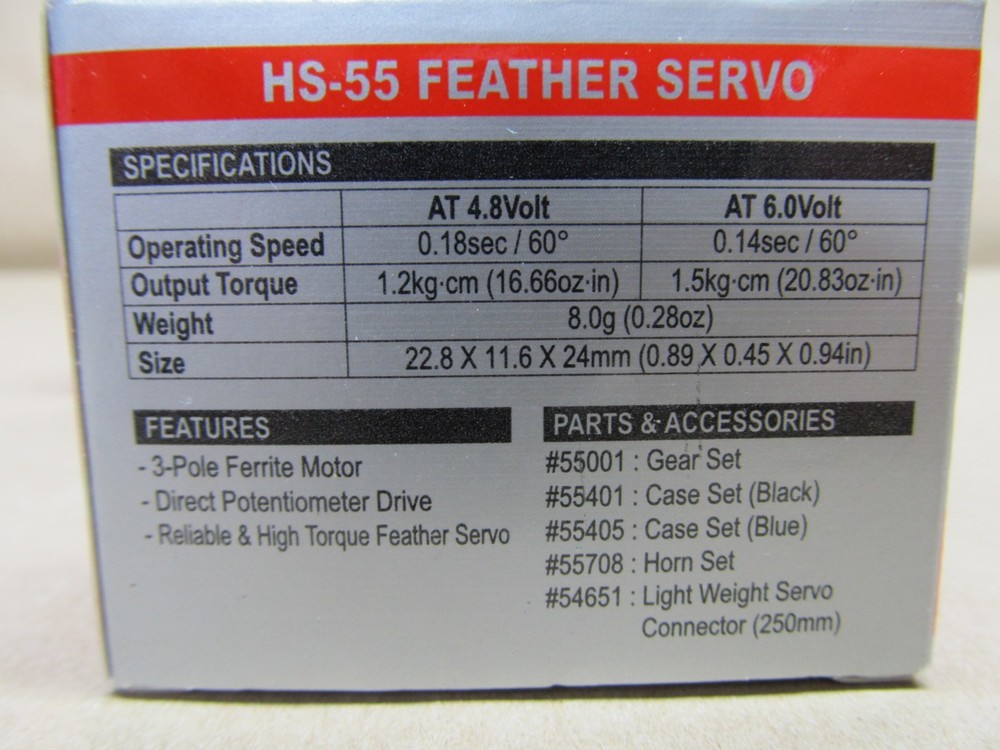 HS-55 FEATHER SERVO
SPECIFICATIONS
AT 4.8Volt AT 6.0Volt
Operating Speed 0.18sec / 60° 0.14sec / 60°
Output Torque 1.2kg·cm (16.66oz·in) 1.5kg·cm (20.83oz·in)
Weight 8.0g (0.28oz)
Size 22.8 X 11.6 X 24mm (0.89 X 0.45 X 0.94in)
FEATURES
- 3-Pole Ferrite Motor
- Direct Potentiometer Drive
- Reliable & High Torque Feather Servo
PARTS & ACCESSORIES
#55001 : Gear Set
#55401 : Case Set (Black)
#55405 : Case Set (Blue)
#55708 : Horn Set
#54651 : Light Weight Servo
Connector (250mm)